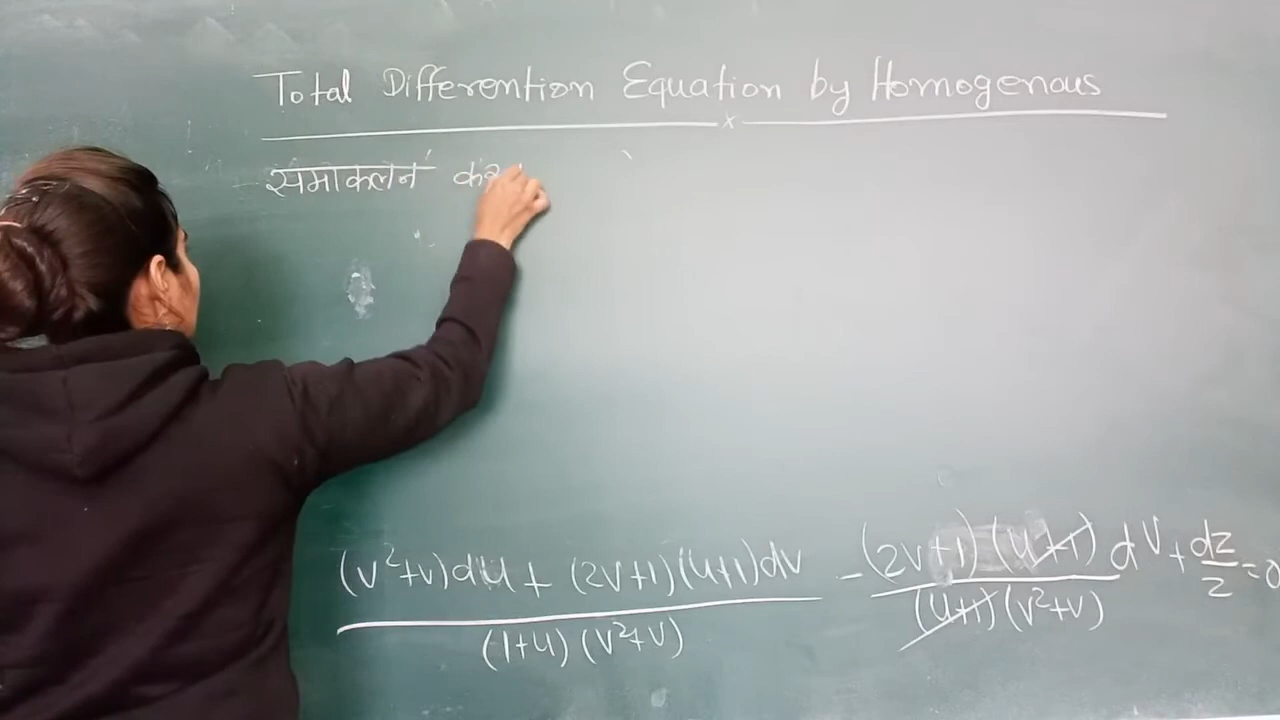 Total Differention Equation by Homogenous
समाकलन
(v²+v)du + (2v+1)(u+1)dv / (1+u)(v²+v) - (2v+1)(u+1) / (u+1)(v²+v) dv + dz/z = 0